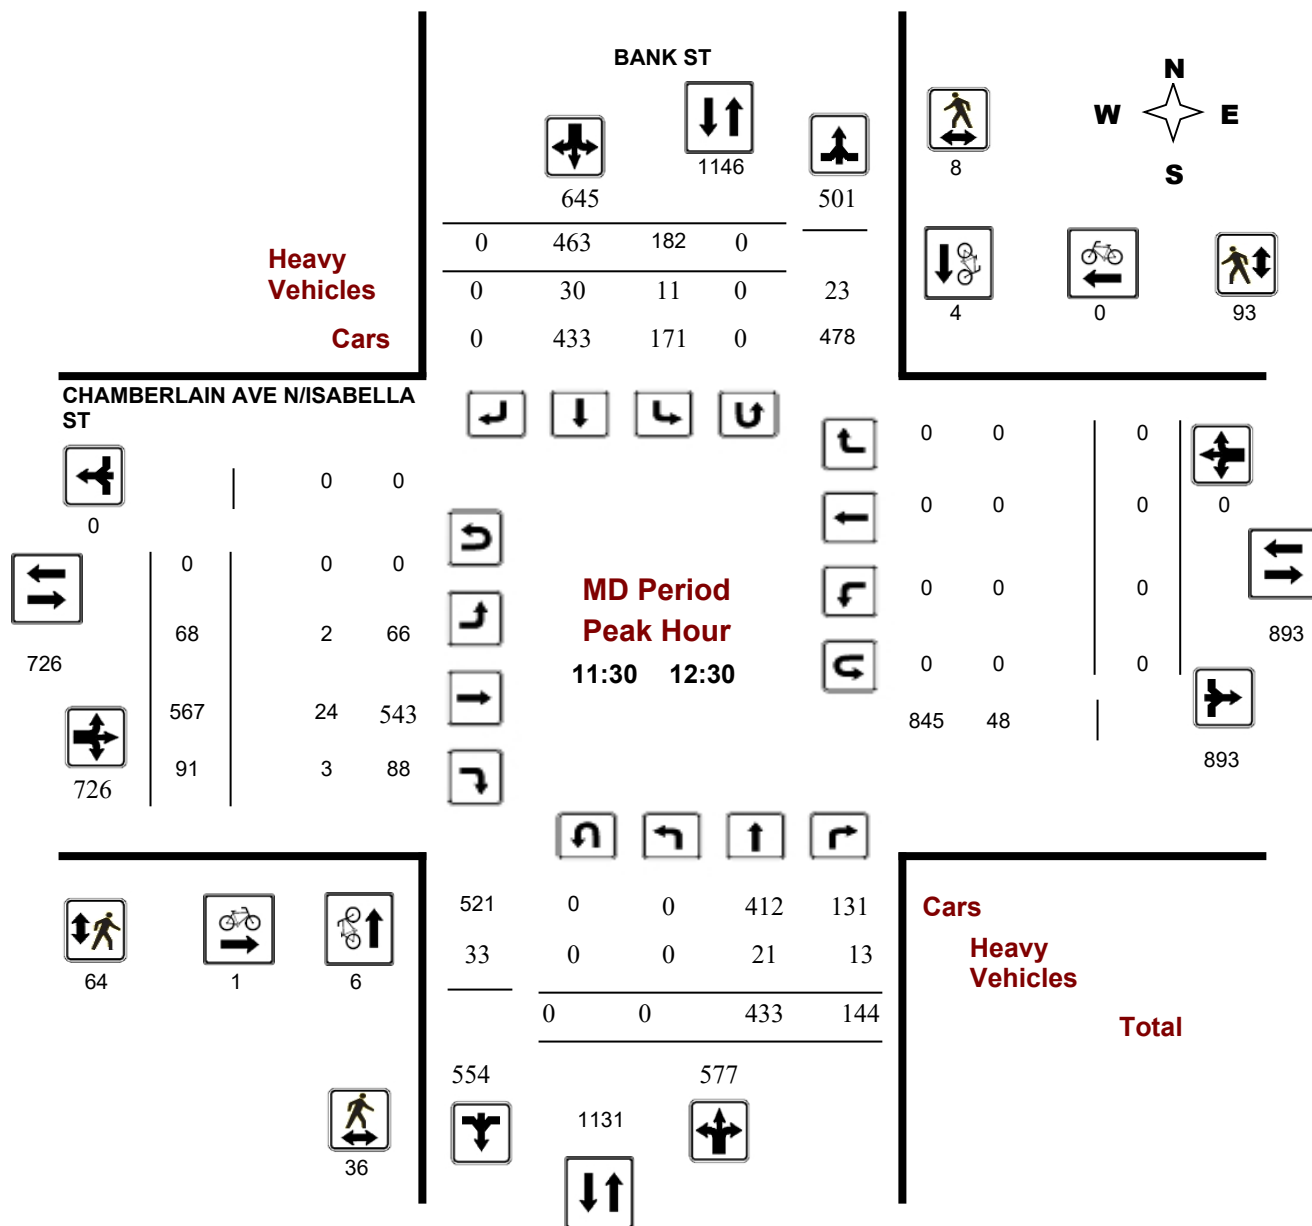 BANK ST
N
W E
S
1146
8
645 501
0 463 182 0
Heavy
Vehicles 0 30 11 0 23
4 0 93
Cars 0 433 171 0 478
CHAMBERLAIN AVE N/ISABELLA
ST
0 0 0
0 0
0 0 0 0
0
0 0 0
MD Period
0 0 0
68 2 66
Peak Hour
893
726
0 0 0
11:30 12:30
567 24 543
845 48
893
91 3 88
726
521 0 0 412 131 Cars
33 0 0 21 13 Heavy
Vehicles
64 1 6
0 0 433 144 Total
554 577
1131
36